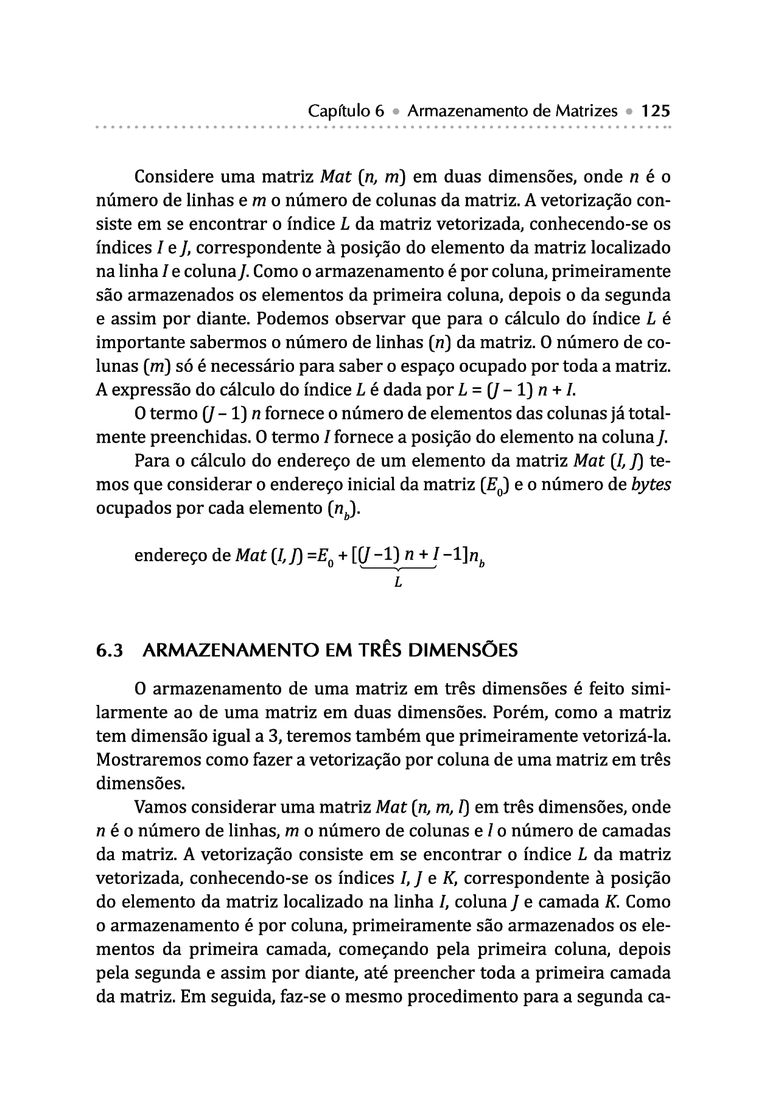 Capítulo 6 • Armazenamento de Matrizes • 125
Considere uma matriz Mat (n, m) em duas dimensões, onde n é o
número de linhas e m o número de colunas da matriz. A vetorização con-
siste em se encontrar o índice L da matriz vetorizada, conhecendo-se os
índices I e J, correspondente à posição do elemento da matriz localizado
na linha I e coluna J. Como o armazenamento é por coluna, primeiramente
são armazenados os elementos da primeira coluna, depois o da segunda
e assim por diante. Podemos observar que para o cálculo do índice L é
importante sabermos o número de linhas (n) da matriz. O número de co-
lunas (m) só é necessário para saber o espaço ocupado por toda a matriz.
A expressão do cálculo do índice L é dada por L = (J – 1) n + I.
O termo (J – 1) n fornece o número de elementos das colunas já total-
mente preenchidas. O termo I fornece a posição do elemento na coluna J.
Para o cálculo do endereço de um elemento da matriz Mat (I, J) te-
mos que considerar o endereço inicial da matriz (E₀) e o número de bytes
ocupados por cada elemento (n_b).
endereço de Mat (I, J) =E₀ + [(J –1) n + I –1]n_b
L
6.3 ARMAZENAMENTO EM TRÊS DIMENSÕES
O armazenamento de uma matriz em três dimensões é feito simi-
larmente ao de uma matriz em duas dimensões. Porém, como a matriz
tem dimensão igual a 3, teremos também que primeiramente vetorizá-la.
Mostraremos como fazer a vetorização por coluna de uma matriz em três
dimensões.
Vamos considerar uma matriz Mat (n, m, l) em três dimensões, onde
n é o número de linhas, m o número de colunas e l o número de camadas
da matriz. A vetorização consiste em se encontrar o índice L da matriz
vetorizada, conhecendo-se os índices I, J e K, correspondente à posição
do elemento da matriz localizado na linha I, coluna J e camada K. Como
o armazenamento é por coluna, primeiramente são armazenados os ele-
mentos da primeira camada, começando pela primeira coluna, depois
pela segunda e assim por diante, até preencher toda a primeira camada
da matriz. Em seguida, faz-se o mesmo procedimento para a segunda ca-